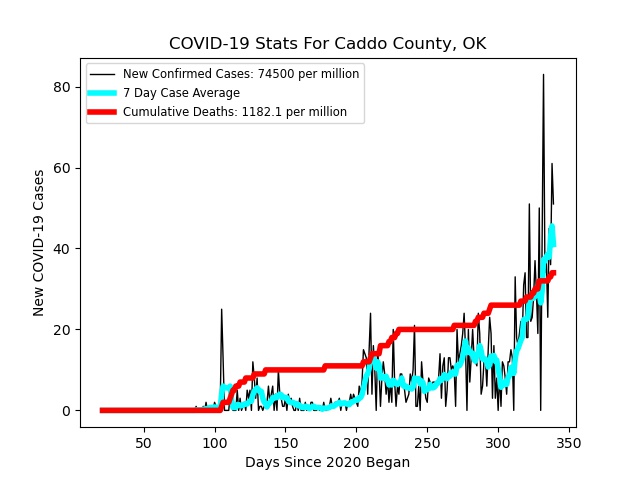 COVID-19 Stats For Caddo County, OK
New Confirmed Cases: 74500 per million
7 Day Case Average
Cumulative Deaths: 1182.1 per million
New COVID-19 Cases
80
60
40
20
0
50 100 150 200 250 300 350
Days Since 2020 Began